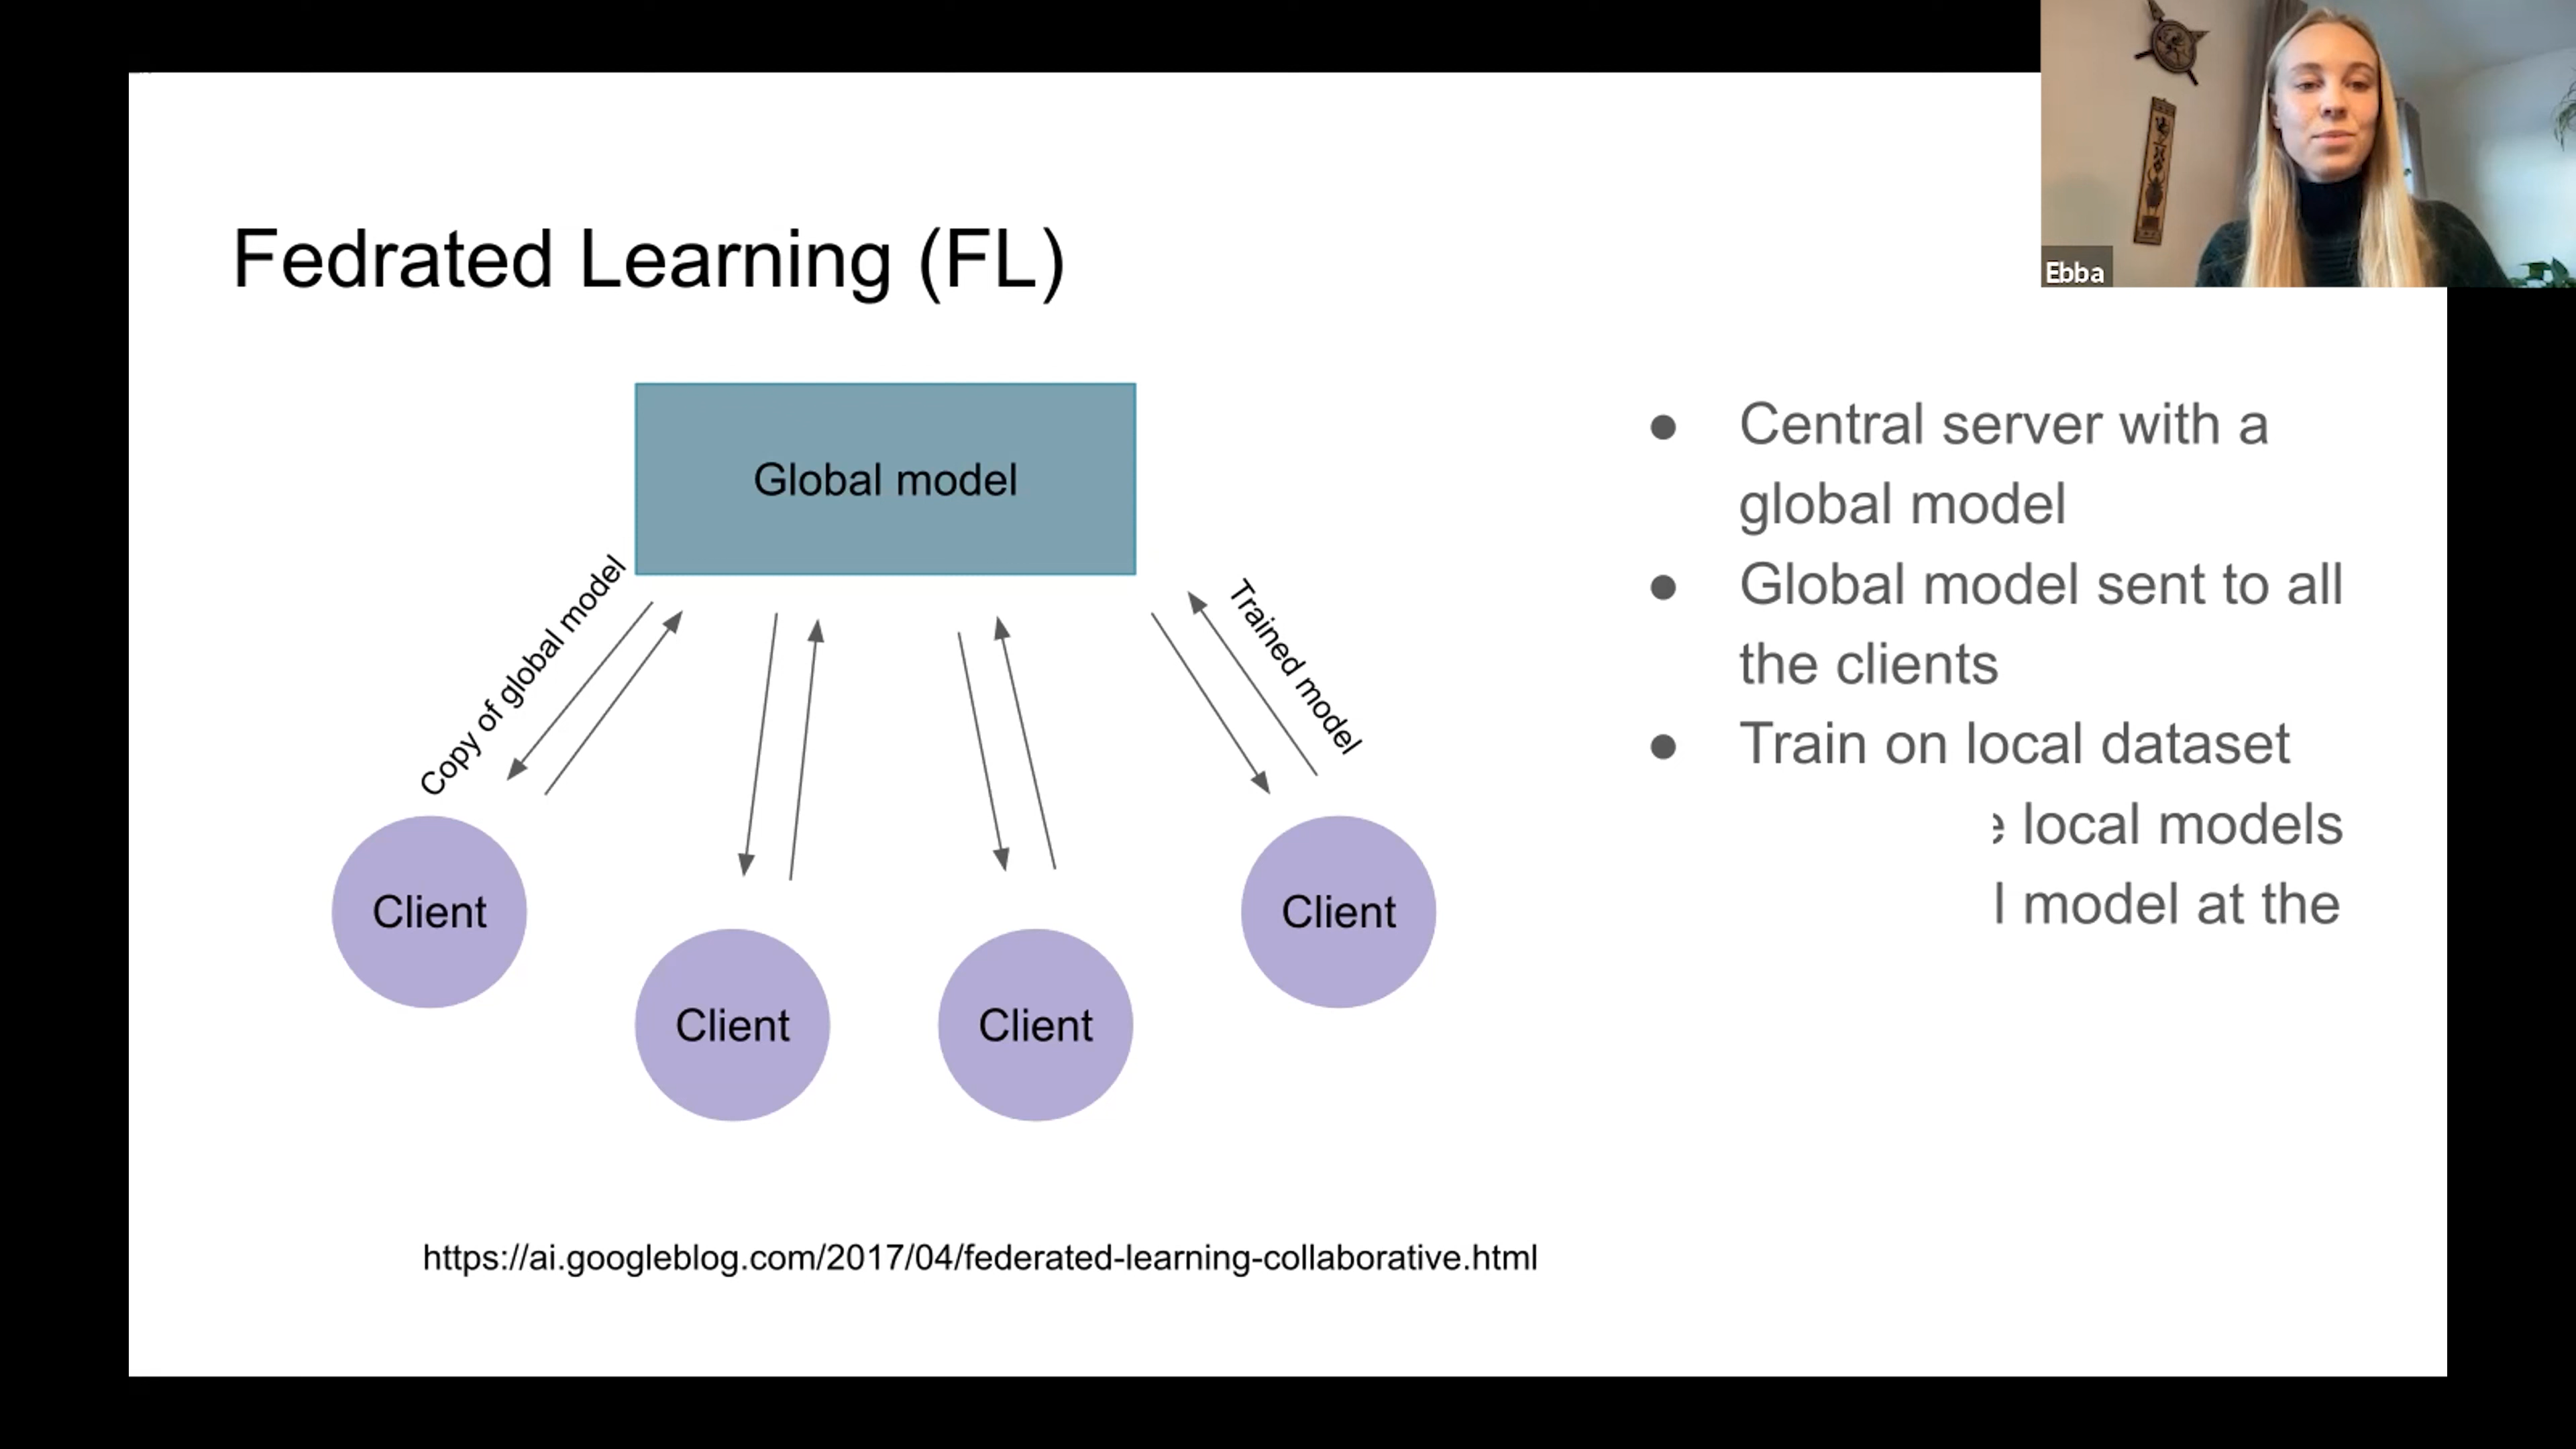 Ebba
Fedrated Learning (FL)
Global model
Copy of global model
Trained model
Client
Client
Client
Client
● Central server with a
global model
● Global model sent to all
the clients
● Train on local dataset
local models
model at the
https://ai.googleblog.com/2017/04/federated-learning-collaborative.html